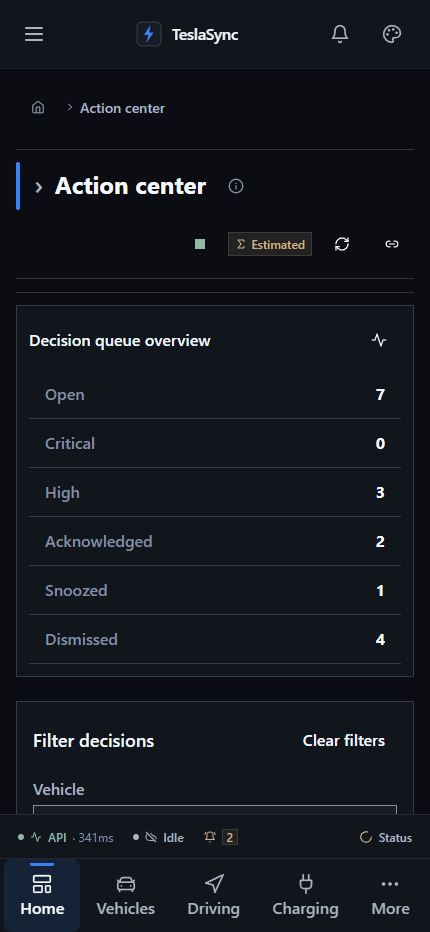 TeslaSync
Action center
Action center
Estimated
Decision queue overview
Open 7
Critical 0
High 3
Acknowledged 2
Snoozed 1
Dismissed 4
Filter decisions Clear filters
Vehicle
API · 341ms Idle 2 Status
Home Vehicles Driving Charging More